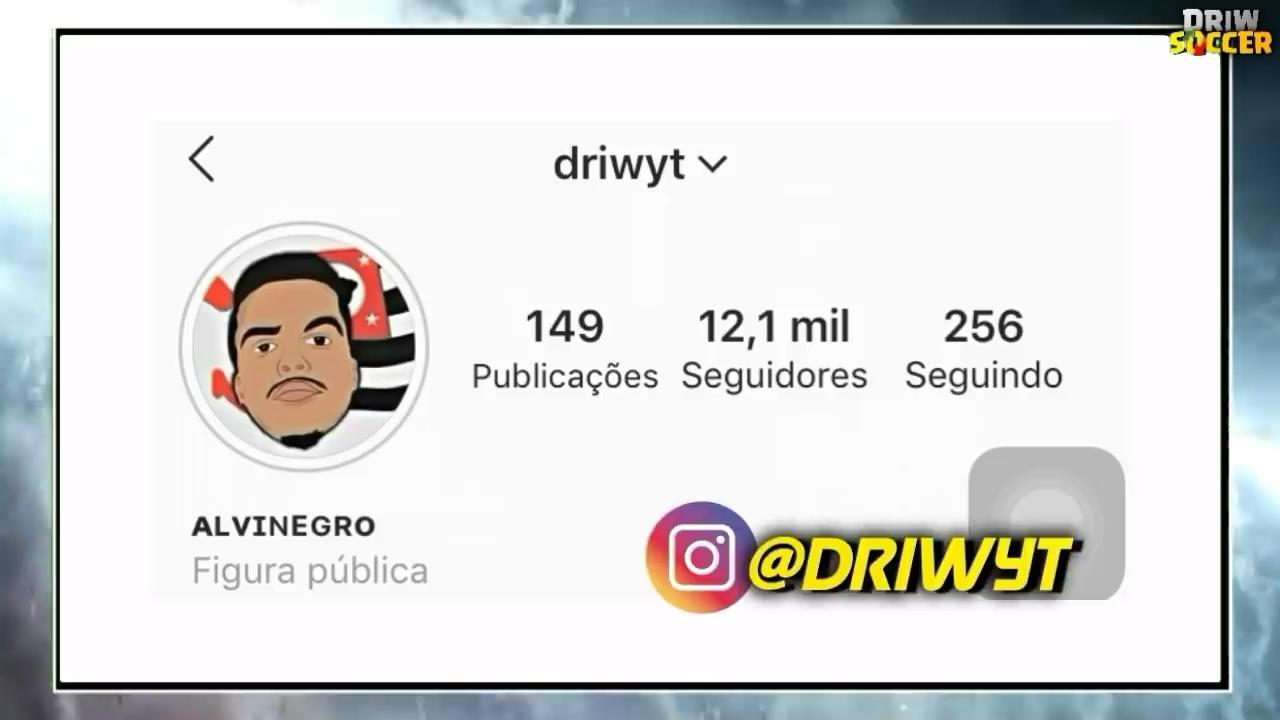 DRIW
SOCCER
driwyt
149
12,1 mil
256
Publicações
Seguidores
Seguindo
ALVINEGRO
Figura pública
@DRIWYT